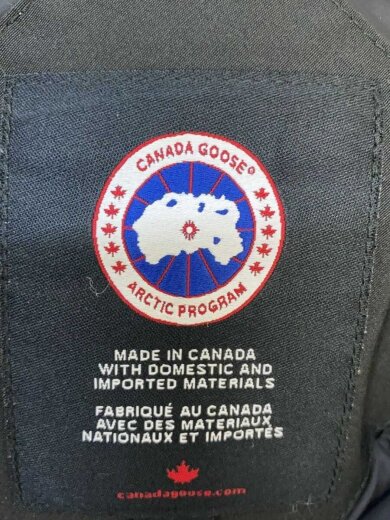 CANADA GOOSE®
ARCTIC PROGRAM
MADE IN CANADA
WITH DOMESTIC AND
IMPORTED MATERIALS
FABRIQUÉ AU CANADA
AVEC DES MATERIAUX
NATIONAUX ET IMPORTÉS
canadagoose.com